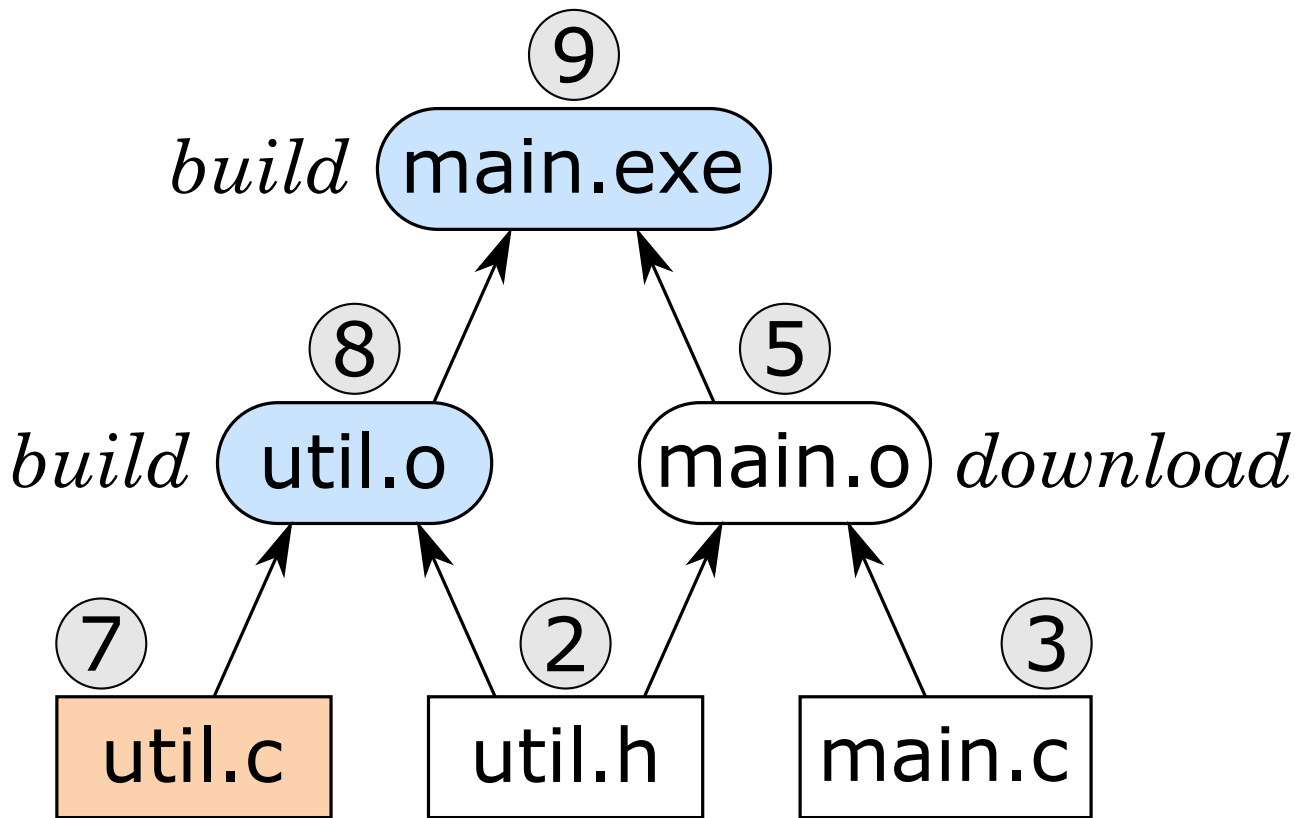 9
build main.exe
8 5
build util.o main.o download
7 2 3
util.c util.h main.c